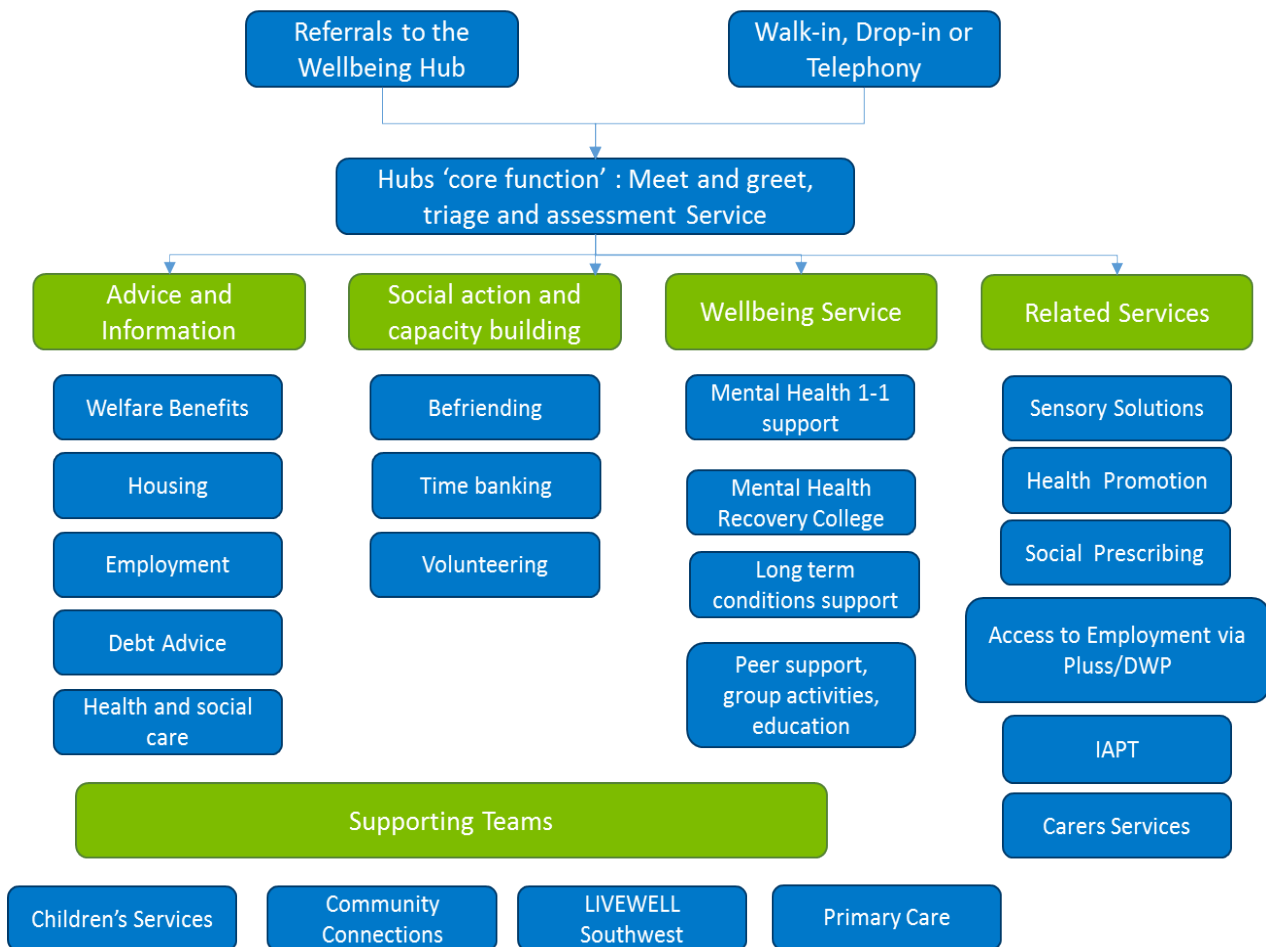 Referrals to the
Wellbeing Hub
Walk-in, Drop-in or
Telephony
Hubs ‘core function’ : Meet and greet,
triage and assessment Service
Advice and
Information
Social action and
capacity building
Wellbeing Service
Related Services
Welfare Benefits
Housing
Employment
Debt Advice
Health and social
care
Befriending
Time banking
Volunteering
Mental Health 1-1
support
Mental Health
Recovery College
Long term
conditions support
Peer support,
group activities,
education
Sensory Solutions
Health Promotion
Social Prescribing
Access to Employment via
Pluss/DWP
IAPT
Carers Services
Supporting Teams
Children’s Services
Community
Connections
LIVEWELL
Southwest
Primary Care